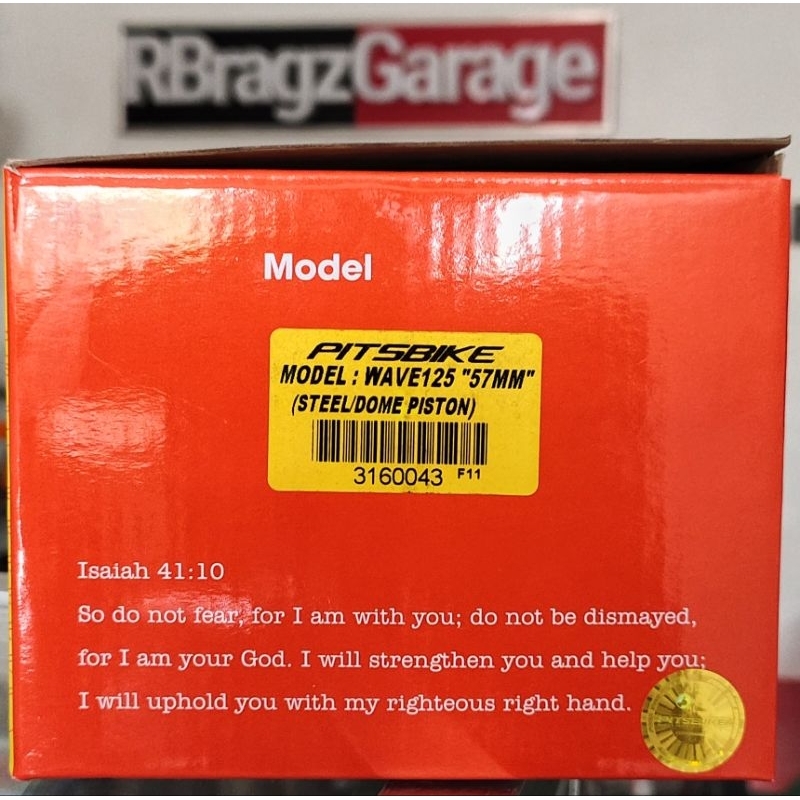 RBragzGarage
Model
PITSBIKE
MODEL : WAVE125 "57MM"
(STEEL/DOME PISTON)
3160043 F11
Isaiah 41:10
So do not fear, for I am with you; do not be dismayed,
for I am your God. I will strengthen you and help you;
I will uphold you with my righteous right hand.
PITSBIKE